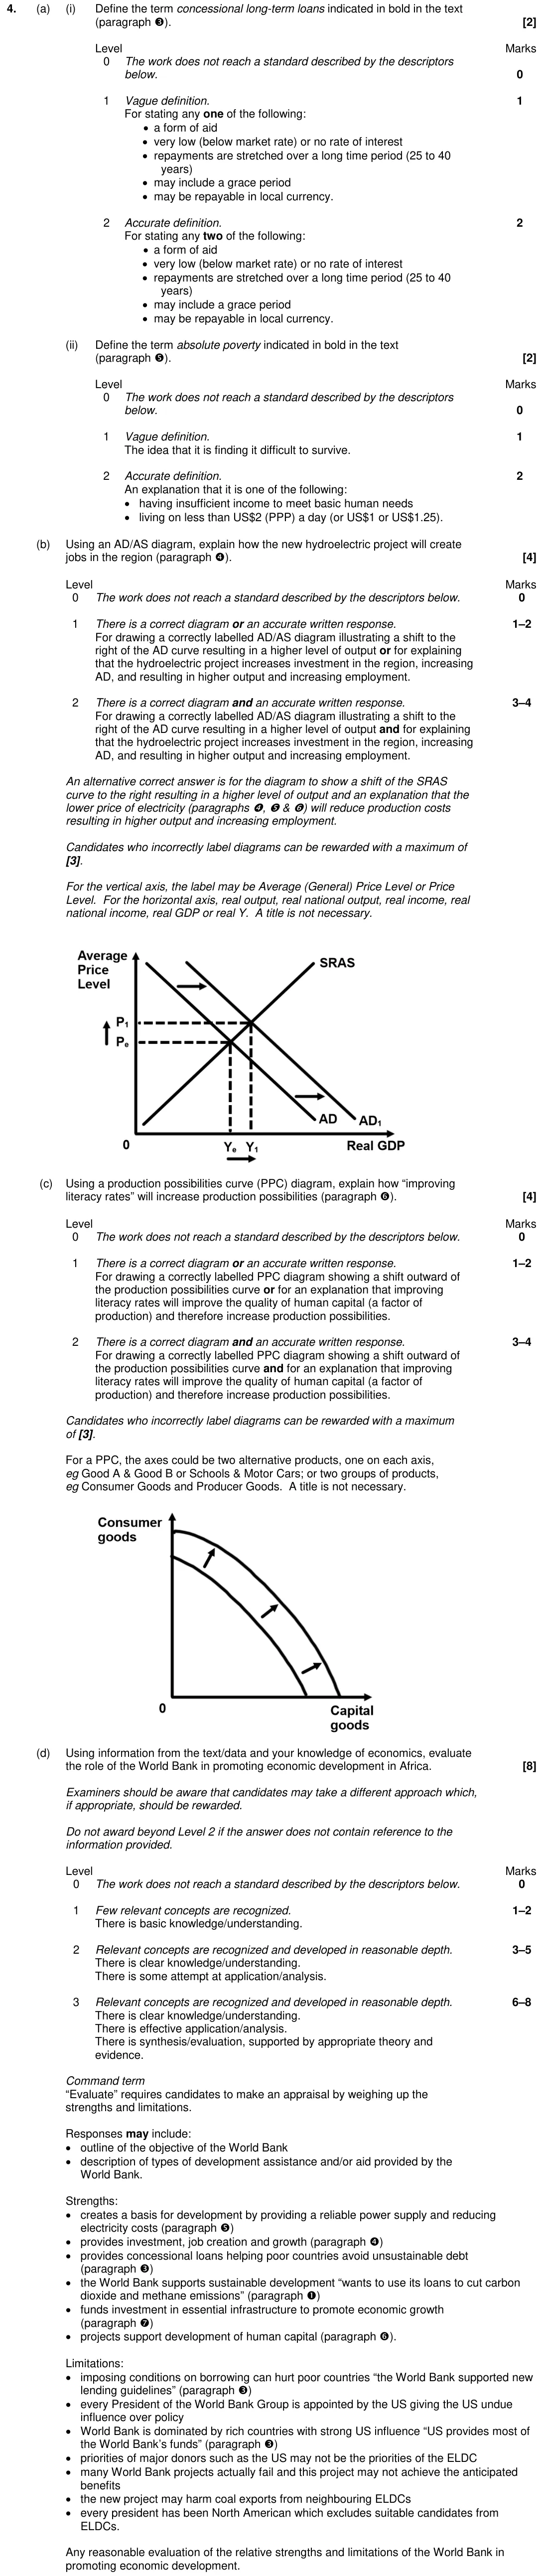 4. (a) (i) Define the term concessional long-term loans indicated in bold in the text
(paragraph ❸). [2]
Level Marks
0 The work does not reach a standard described by the descriptors
below. 0
1 Vague definition. 1
For stating any one of the following:
• a form of aid
• very low (below market rate) or no rate of interest
• repayments are stretched over a long time period (25 to 40
years)
• may include a grace period
• may be repayable in local currency.
2 Accurate definition. 2
For stating any two of the following:
• a form of aid
• very low (below market rate) or no rate of interest
• repayments are stretched over a long time period (25 to 40
years)
• may include a grace period
• may be repayable in local currency.
(ii) Define the term absolute poverty indicated in bold in the text
(paragraph ❺). [2]
Level Marks
0 The work does not reach a standard described by the descriptors
below. 0
1 Vague definition. 1
The idea that it is finding it difficult to survive.
2 Accurate definition. 2
An explanation that it is one of the following:
• having insufficient income to meet basic human needs
• living on less than US$2 (PPP) a day (or US$1 or US$1.25).
(b) Using an AD/AS diagram, explain how the new hydroelectric project will create
jobs in the region (paragraph ❹). [4]
Level Marks
0 The work does not reach a standard described by the descriptors below. 0
1 There is a correct diagram or an accurate written response. 1–2
For drawing a correctly labelled AD/AS diagram illustrating a shift to the
right of the AD curve resulting in a higher level of output or for explaining
that the hydroelectric project increases investment in the region, increasing
AD, and resulting in higher output and increasing employment.
2 There is a correct diagram and an accurate written response. 3–4
For drawing a correctly labelled AD/AS diagram illustrating a shift to the
right of the AD curve resulting in a higher level of output and for explaining
that the hydroelectric project increases investment in the region, increasing
AD, and resulting in higher output and increasing employment.
An alternative correct answer is for the diagram to show a shift of the SRAS
curve to the right resulting in a higher level of output and an explanation that the
lower price of electricity (paragraphs ❹, ❺ & ❻) will reduce production costs
resulting in higher output and increasing employment.
Candidates who incorrectly label diagrams can be rewarded with a maximum of
[3].
For the vertical axis, the label may be Average (General) Price Level or Price
Level. For the horizontal axis, real output, real national output, real income, real
national income, real GDP or real Y. A title is not necessary.
Average
Price
Level
SRAS
P₁
Pₑ
AD AD₁
0 Yₑ Y₁ Real GDP
(c) Using a production possibilities curve (PPC) diagram, explain how “improving
literacy rates” will increase production possibilities (paragraph ❻). [4]
Level Marks
0 The work does not reach a standard described by the descriptors below. 0
1 There is a correct diagram or an accurate written response. 1–2
For drawing a correctly labelled PPC diagram showing a shift outward of
the production possibilities curve or for an explanation that improving
literacy rates will improve the quality of human capital (a factor of
production) and therefore increase production possibilities.
2 There is a correct diagram and an accurate written response. 3–4
For drawing a correctly labelled PPC diagram showing a shift outward of
the production possibilities curve and for an explanation that improving
literacy rates will improve the quality of human capital (a factor of
production) and therefore increase production possibilities.
Candidates who incorrectly label diagrams can be rewarded with a maximum
of [3].
For a PPC, the axes could be two alternative products, one on each axis,
eg Good A & Good B or Schools & Motor Cars; or two groups of products,
eg Consumer Goods and Producer Goods. A title is not necessary.
Consumer
goods
0 Capital
goods
(d) Using information from the text/data and your knowledge of economics, evaluate
the role of the World Bank in promoting economic development in Africa. [8]
Examiners should be aware that candidates may take a different approach which,
if appropriate, should be rewarded.
Do not award beyond Level 2 if the answer does not contain reference to the
information provided.
Level Marks
0 The work does not reach a standard described by the descriptors below. 0
1 Few relevant concepts are recognized. 1–2
There is basic knowledge/understanding.
2 Relevant concepts are recognized and developed in reasonable depth. 3–5
There is clear knowledge/understanding.
There is some attempt at application/analysis.
3 Relevant concepts are recognized and developed in reasonable depth. 6–8
There is clear knowledge/understanding.
There is effective application/analysis.
There is synthesis/evaluation, supported by appropriate theory and
evidence.
Command term
“Evaluate” requires candidates to make an appraisal by weighing up the
strengths and limitations.
Responses may include:
• outline of the objective of the World Bank
• description of types of development assistance and/or aid provided by the
World Bank.
Strengths:
• creates a basis for development by providing a reliable power supply and reducing
electricity costs (paragraph ❺)
• provides investment, job creation and growth (paragraph ❹)
• provides concessional loans helping poor countries avoid unsustainable debt
(paragraph ❸)
• the World Bank supports sustainable development “wants to use its loans to cut carbon
dioxide and methane emissions” (paragraph ❶)
• funds investment in essential infrastructure to promote economic growth
(paragraph ❼)
• projects support development of human capital (paragraph ❻).
Limitations:
• imposing conditions on borrowing can hurt poor countries “the World Bank supported new
lending guidelines” (paragraph ❸)
• every President of the World Bank Group is appointed by the US giving the US undue
influence over policy
• World Bank is dominated by rich countries with strong US influence “US provides most of
the World Bank’s funds” (paragraph ❸)
• priorities of major donors such as the US may not be the priorities of the ELDC
• many World Bank projects actually fail and this project may not achieve the anticipated
benefits
• the new project may harm coal exports from neighbouring ELDCs
• every president has been North American which excludes suitable candidates from
ELDCs.
Any reasonable evaluation of the relative strengths and limitations of the World Bank in
promoting economic development.